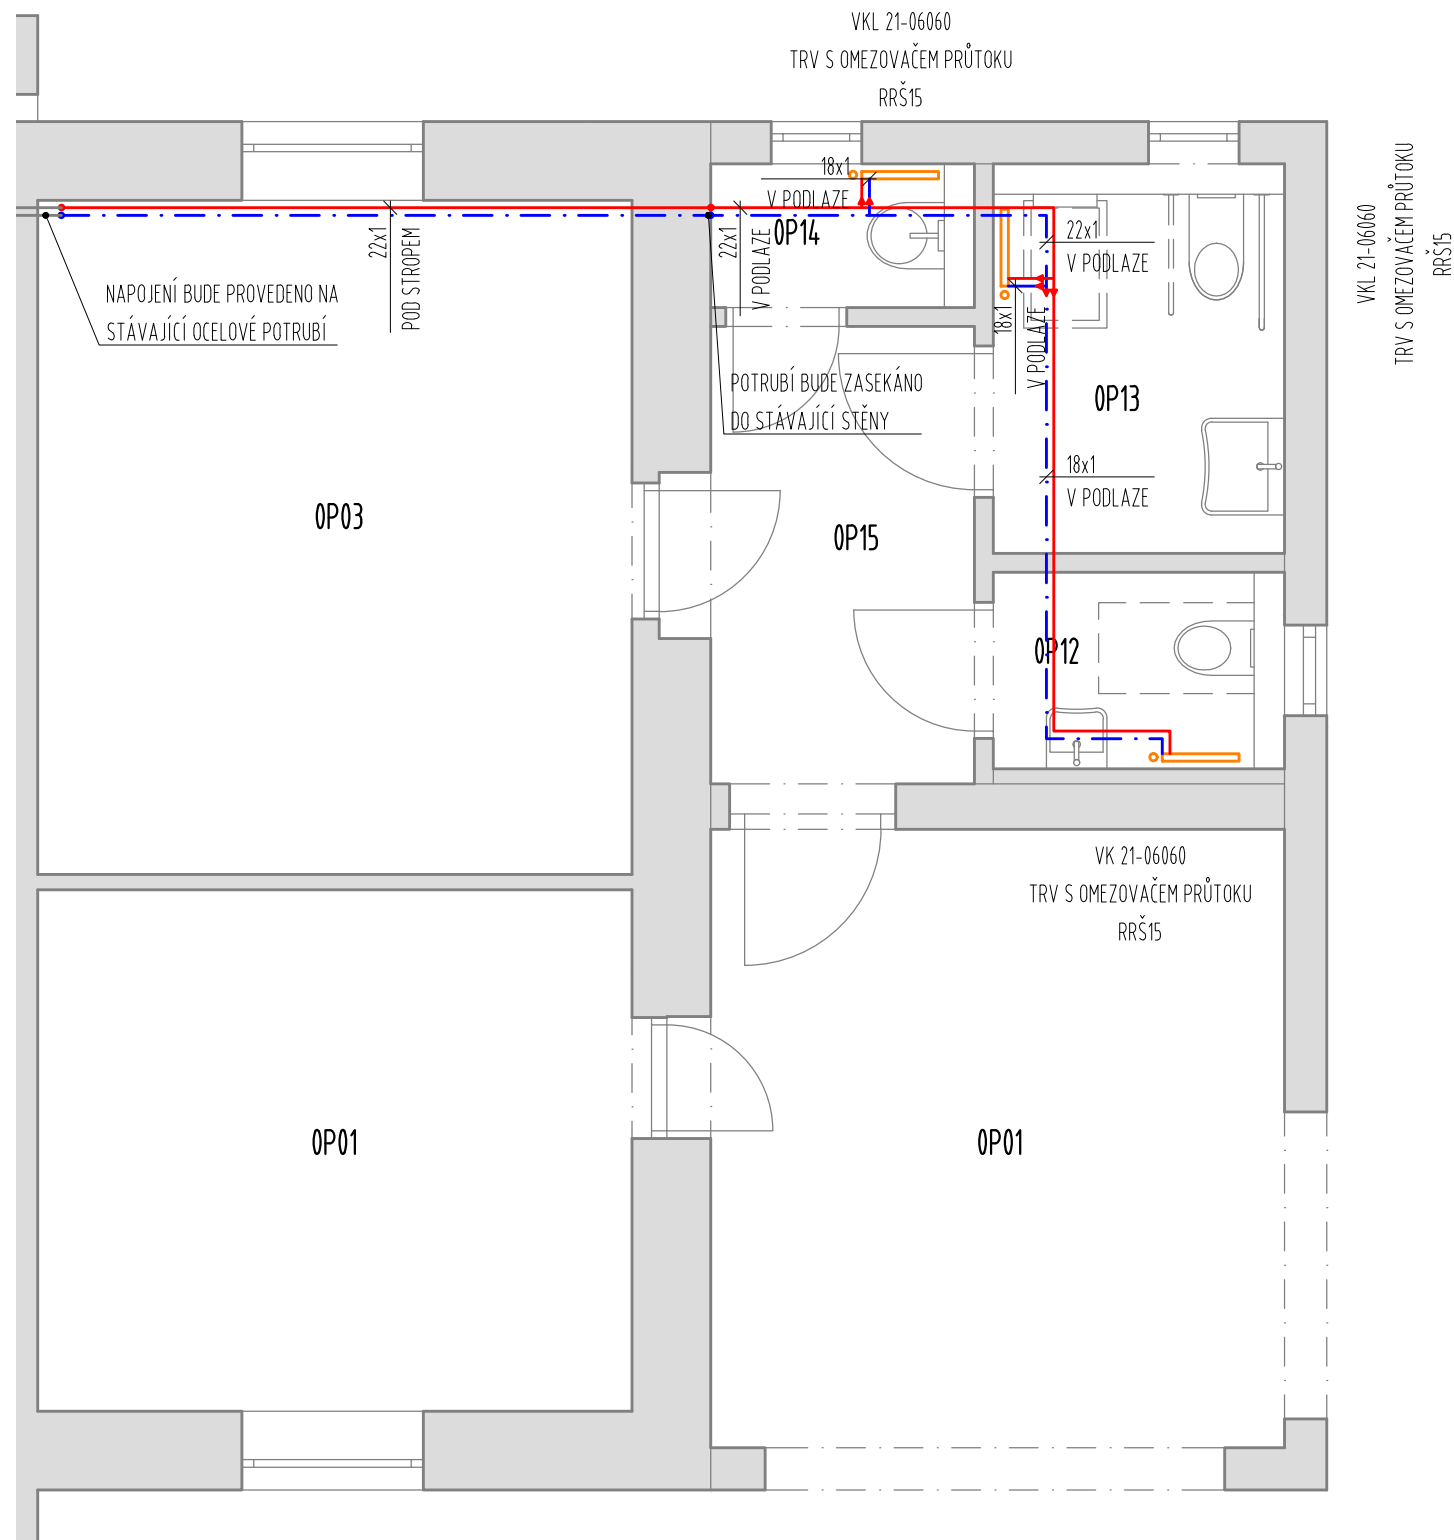 VKL 21-06060
TRV S OMEZOVAČEM PRŮTOKU
RRŠ15
18x1
V PODLAZE
0P14
22x1
V PODLAZE
22x1
POD STROPEM
22x1
V PODLAZE
18x1
V PODLAZE
VKL 21-06060
TRV S OMEZOVAČEM PRŮTOKU
RRŠ15
NAPOJENÍ BUDE PROVEDENO NA
STÁVAJÍCÍ OCELOVÉ POTRUBÍ
POTRUBÍ BUDE ZASEKÁNO
DO STÁVAJÍCÍ STĚNY
0P13
18x1
V PODLAZE
0P03
0P15
0P12
VK 21-06060
TRV S OMEZOVAČEM PRŮTOKU
RRŠ15
0P01
0P01